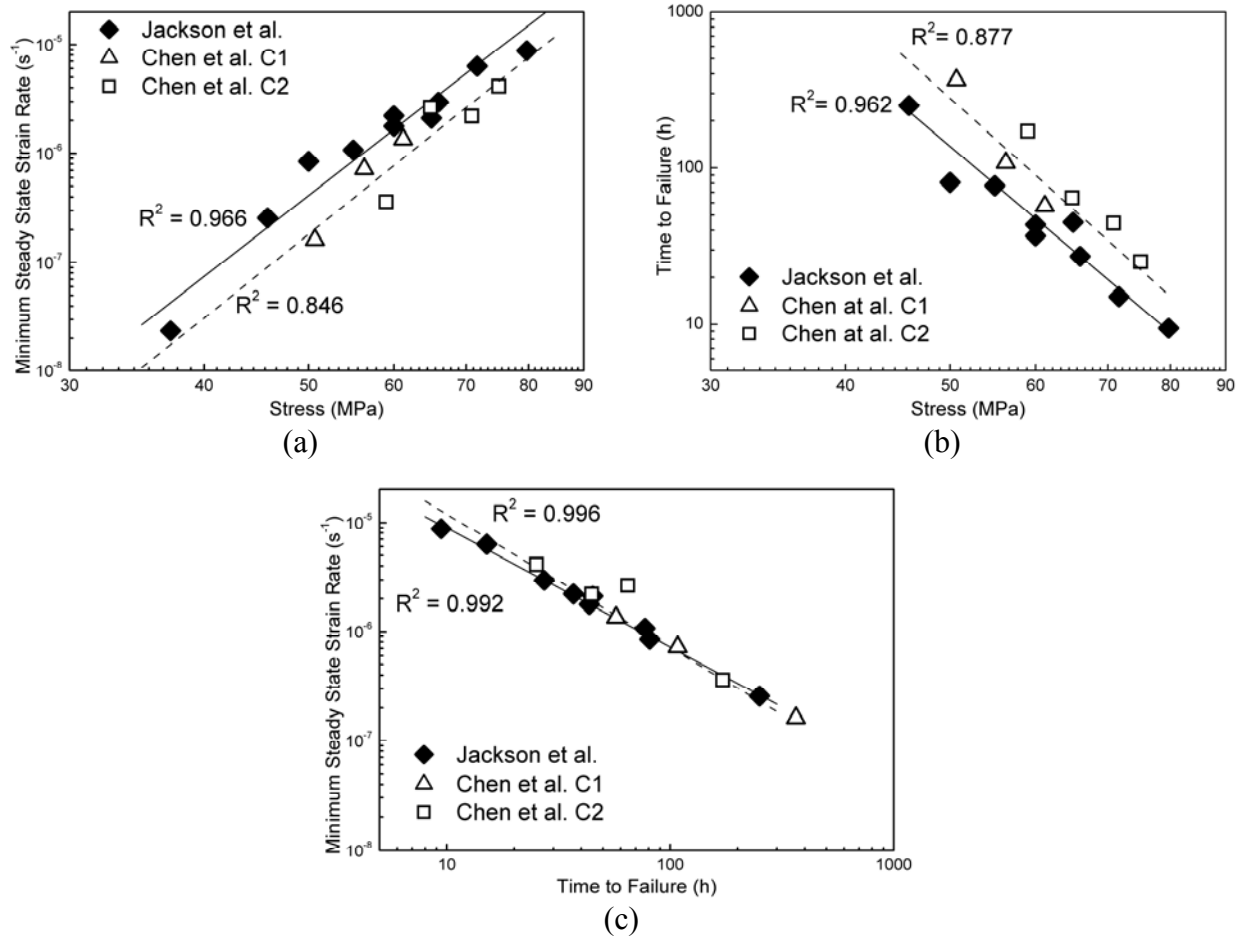 Minimum Steady State Strain Rate (s⁻¹)
10⁻⁵
10⁻⁶
10⁻⁷
10⁻⁸
Jackson et al.
Chen et al. C1
Chen et al. C2
R² = 0.966
R² = 0.846
30 40 50 60 70 80 90
Stress (MPa)
(a)
Time to Failure (h)
1000
100
10
R² = 0.877
R² = 0.962
Jackson et al.
Chen at al. C1
Chen at al. C2
30 40 50 60 70 80 90
Stress (MPa)
(b)
Minimum Steady State Strain Rate (s⁻¹)
10⁻⁵
10⁻⁶
10⁻⁷
10⁻⁸
R² = 0.996
R² = 0.992
Jackson et al.
Chen et al. C1
Chen et al. C2
10 100 1000
Time to Failure (h)
(c)